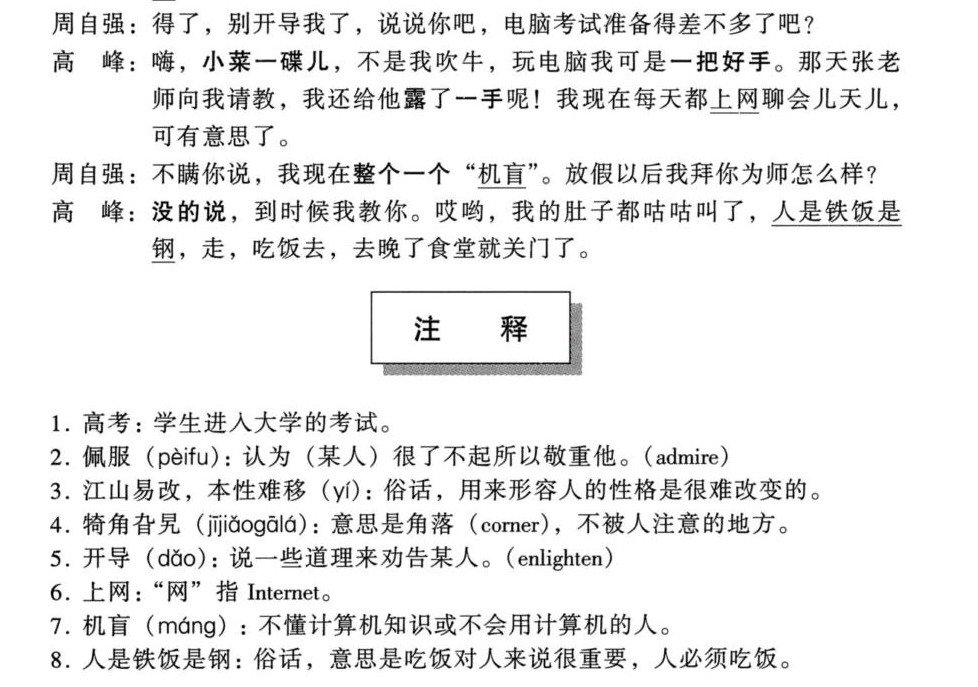 周自强：得了，别开导我了，说说你吧，电脑考试准备得差不多了吧？
高　峰：嗨，小菜一碟儿，不是我吹牛，玩电脑我可是一把好手。那天张老
师向我请教，我还给他露了一手呢！我现在每天都上网聊会儿天儿，
可有意思了。
周自强：不瞒你说，我现在整个一个“机盲”。放假以后我拜你为师怎么样？
高　峰：没的说，到时候我教你。哎哟，我的肚子都咕咕叫了，人是铁饭是
钢，走，吃饭去，去晚了食堂就关门了。
注　释
1. 高考：学生进入大学的考试。
2. 佩服（pèifu）：认为（某人）很了不起所以敬重他。（admire）
3. 江山易改，本性难移（yí）：俗话，用来形容人的性格是很难改变的。
4. 犄角旮旯（jījiǎogālá）：意思是角落（corner），不被人注意的地方。
5. 开导（dǎo）：说一些道理来劝告某人。（enlighten）
6. 上网：“网”指 Internet。
7. 机盲（máng）：不懂计算机知识或不会用计算机的人。
8. 人是铁饭是钢：俗话，意思是吃饭对人来说很重要，人必须吃饭。